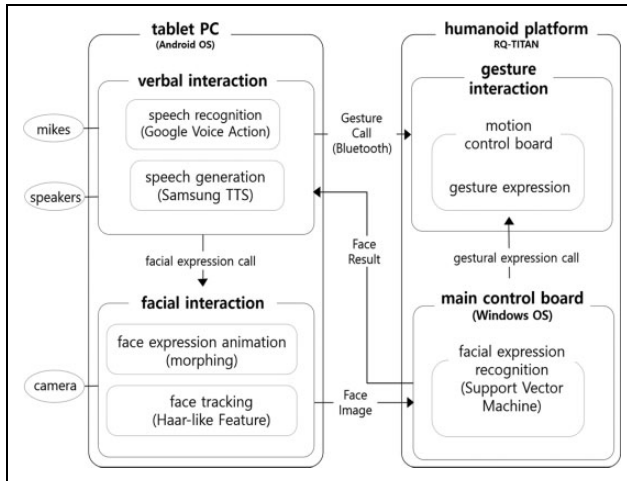 tablet PC
(Android OS)
verbal interaction
speech recognition
(Google Voice Action)
speech generation
(Samsung TTS)
mikes
speakers
facial expression call
facial interaction
face expression animation
(morphing)
face tracking
(Haar-like Feature)
camera
Gesture
Call
(Bluetooth)
Face
Result
Face
Image
humanoid platform
RQ-TITAN
gesture
interaction
motion
control board
gesture expression
gestural expression call
main control board
(Windows OS)
facial expression
recognition
(Support Vector
Machine)